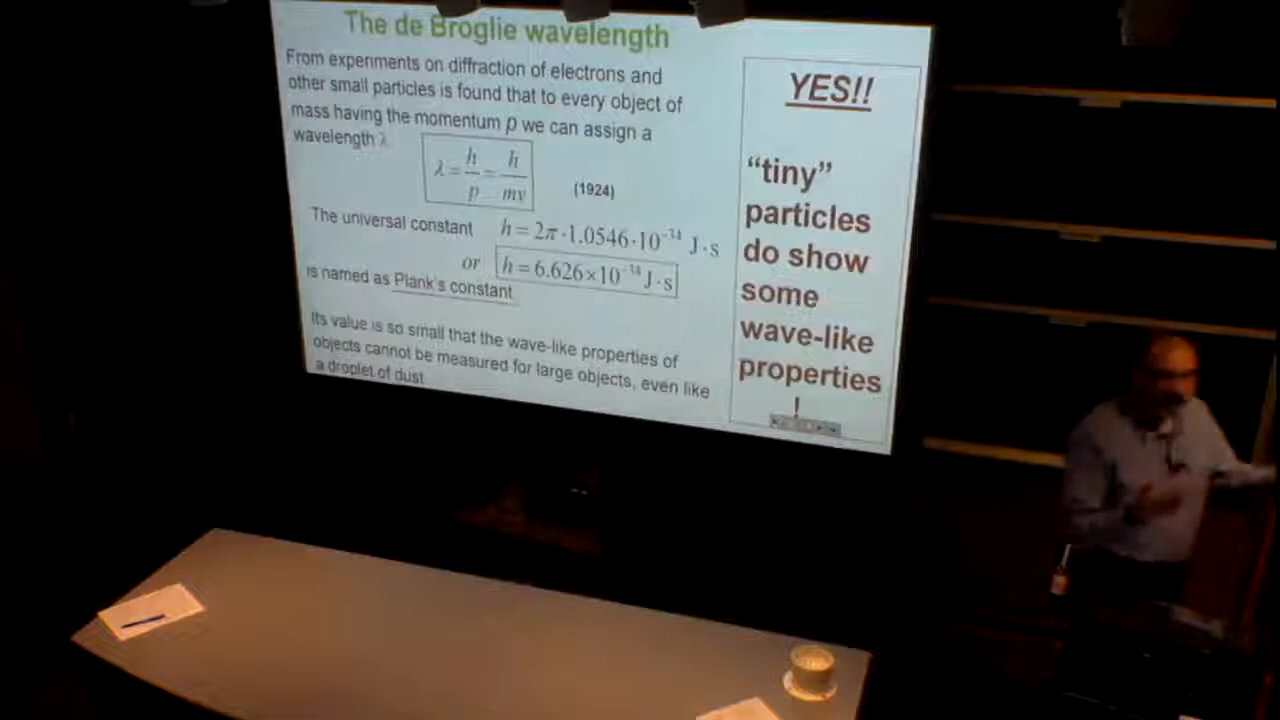 The de Broglie wavelength
From experiments on diffraction of electrons and
other small particles is found that to every object of
mass having the momentum p we can assign a
wavelength λ
λ = h/p = h/mv
(1924)
The universal constant h = 2π·1.0546·10⁻³⁴ J·s
or h = 6.626×10⁻³⁴ J·s
is named as Plank's constant
Its value is so small that the wave-like properties of
objects cannot be measured for large objects, even like
a droplet of dust
YES!!
“tiny”
particles
do show
some
wave-like
properties
!